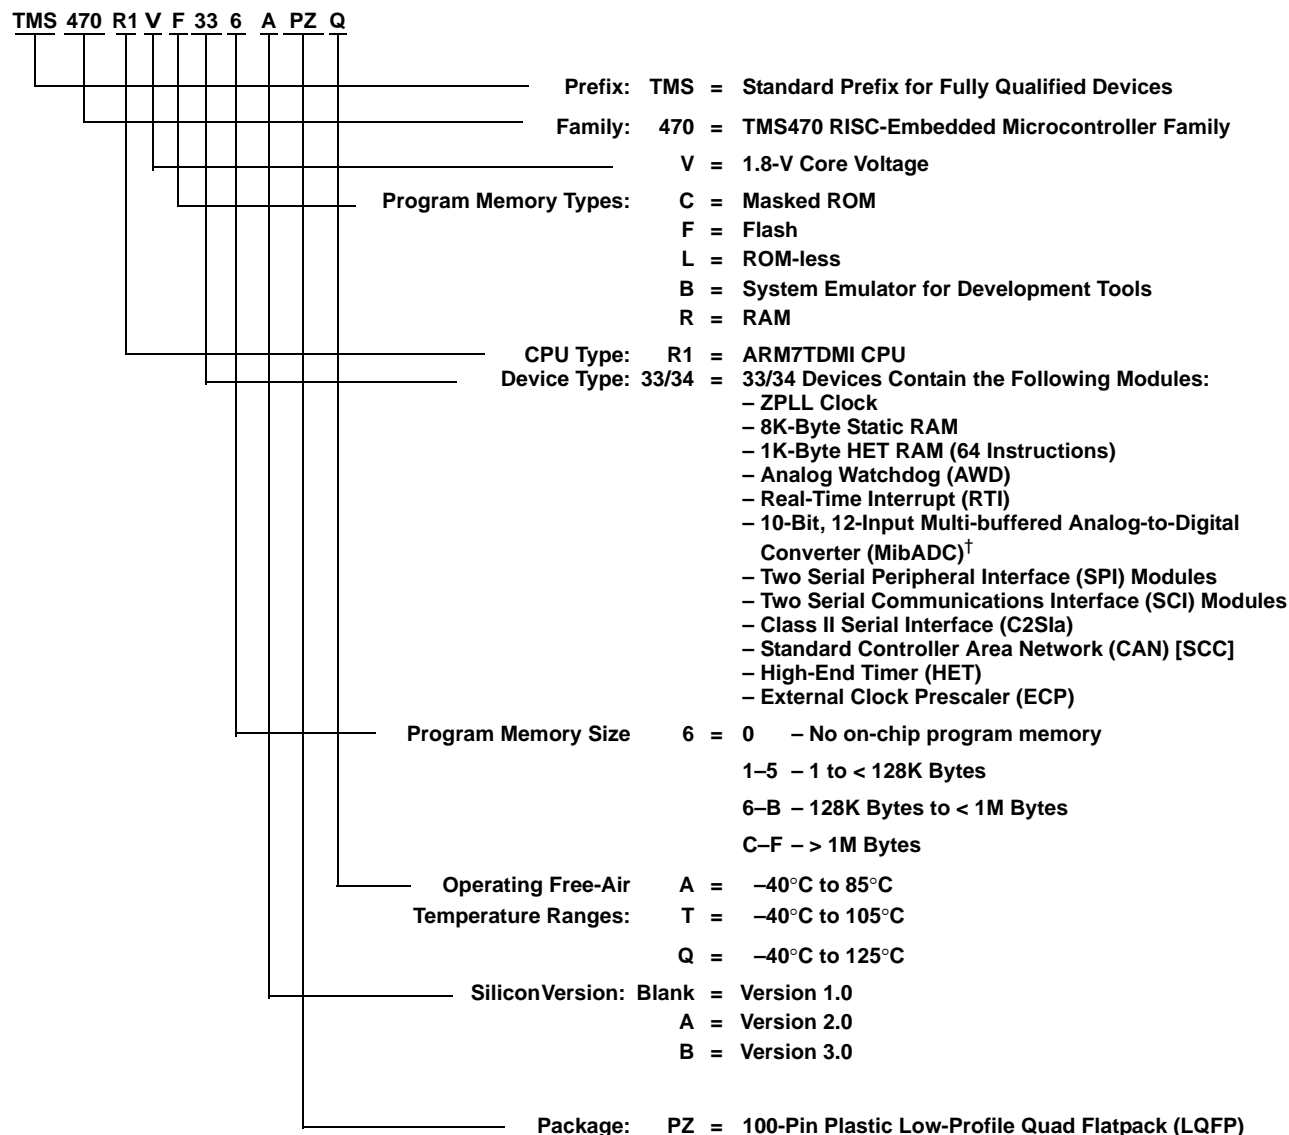 TMS 470 R1 V F 33 6 A PZ Q
Prefix: TMS = Standard Prefix for Fully Qualified Devices
Family: 470 = TMS470 RISC-Embedded Microcontroller Family
V = 1.8-V Core Voltage
Program Memory Types: C = Masked ROM
F = Flash
L = ROM-less
B = System Emulator for Development Tools
R = RAM
CPU Type: R1 = ARM7TDMI CPU
Device Type: 33/34 = 33/34 Devices Contain the Following Modules:
– ZPLL Clock
– 8K-Byte Static RAM
– 1K-Byte HET RAM (64 Instructions)
– Analog Watchdog (AWD)
– Real-Time Interrupt (RTI)
– 10-Bit, 12-Input Multi-buffered Analog-to-Digital
Converter (MibADC)†
– Two Serial Peripheral Interface (SPI) Modules
– Two Serial Communications Interface (SCI) Modules
– Class II Serial Interface (C2SIa)
– Standard Controller Area Network (CAN) [SCC]
– High-End Timer (HET)
– External Clock Prescaler (ECP)
Program Memory Size 6 = 0 – No on-chip program memory
1–5 – 1 to < 128K Bytes
6–B – 128K Bytes to < 1M Bytes
C–F – > 1M Bytes
Operating Free-Air A = –40°C to 85°C
Temperature Ranges: T = –40°C to 105°C
Q = –40°C to 125°C
SiliconVersion: Blank = Version 1.0
A = Version 2.0
B = Version 3.0
Package: PZ = 100-Pin Plastic Low-Profile Quad Flatpack (LQFP)